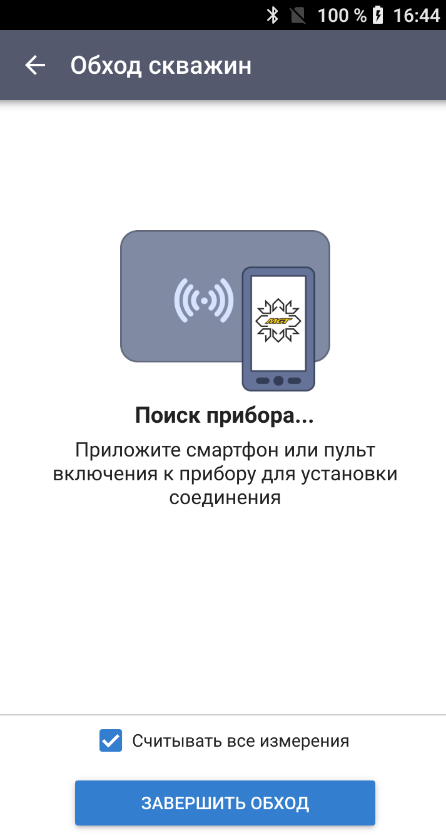 100 % 16:44
Обход скважин
МСТ
Поиск прибора...
Приложите смартфон или пульт
включения к прибору для установки
соединения
Считывать все измерения
ЗАВЕРШИТЬ ОБХОД